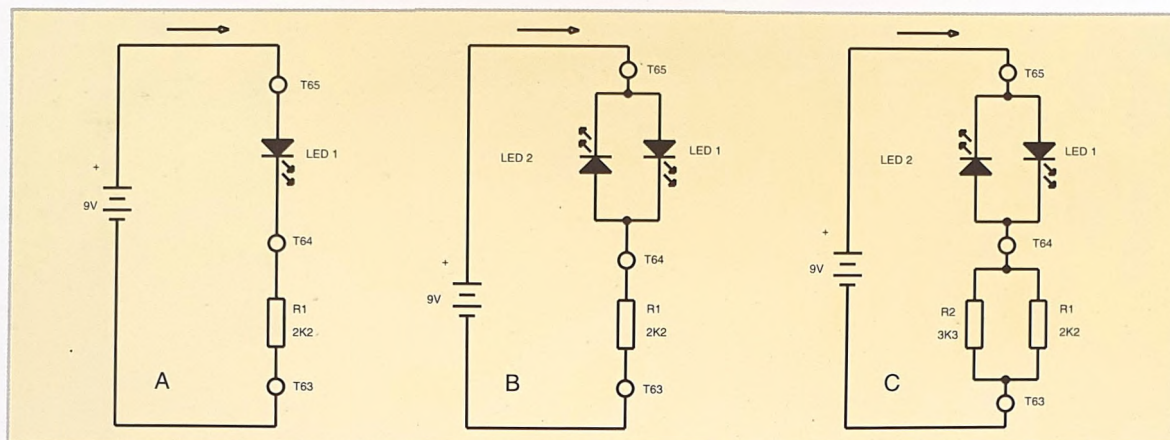 T65
LED 1
+
9V
T64
R1
2K2
T63
A
T65
LED 2
LED 1
+
9V
T64
R1
2K2
T63
B
T65
LED 2
LED 1
+
9V
T64
R2
3K3
R1
2K2
T63
C